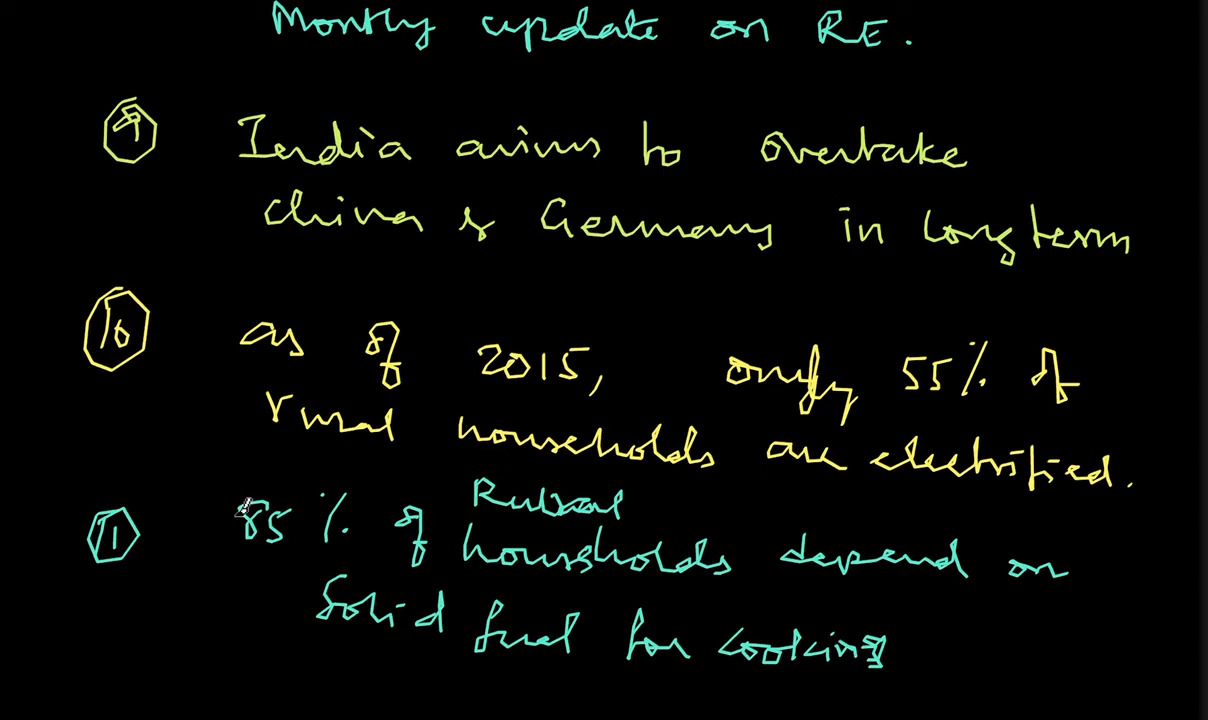 Montly update on RE.
9 India aims to overtake
China & Germany in long term
10 as of 2015, only 55% of
rural households are electrified.
11 85% of Rural
households depend on
Solid fuel for cooking